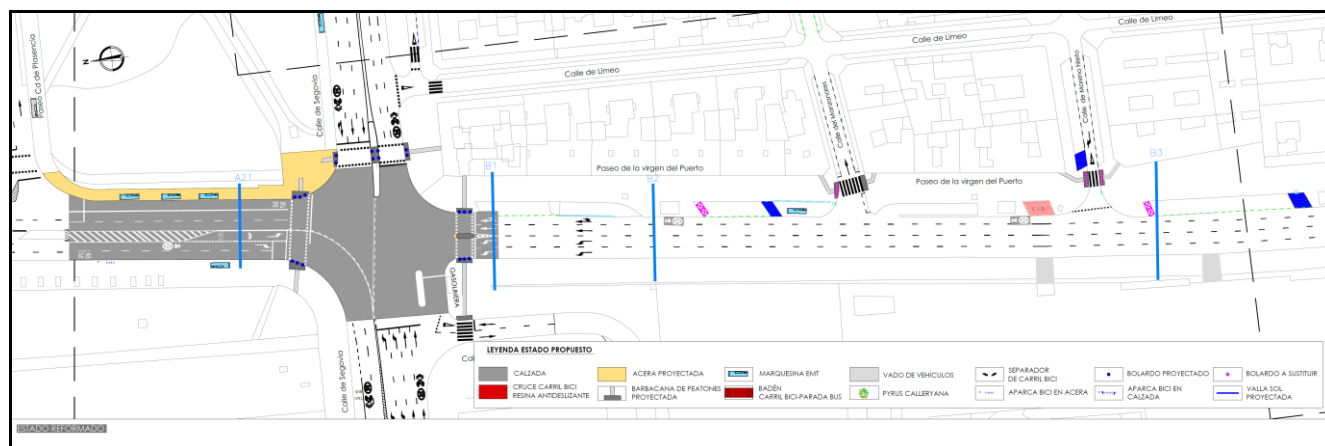 Calle de Limeo
Calle de Limeo
Calle de Limeo
Paseo Cd de Plasencia
N
Calle de Segovia
Calle del Manzanares
Calle de Moreno Nieto
A21
B1
B2
B3
Paseo de la virgen del Puerto
Paseo de la virgen del Puerto
GASOLINERA
Calle de Segovia
LEYENDA ESTADO PROPUESTO
CALZADA
ACERA PROYECTADA
MARQUESINA EMT
VADO DE VEHÍCULOS
SEPARADOR
DE CARRIL BICI
BOLARDO PROYECTADO
BOLARDO A SUSTITUIR
CRUCE CARRIL BICI
RESINA ANTIDESLIZANTE
BARBACANA DE PEATONES
PROYECTADA
BADÉN
CARRIL BICI-PARADA BUS
PYRUS CALLERYANA
APARCA BICI EN ACERA
APARCA BICI EN
CALZADA
VALLA SOL
PROYECTADA
ESTADO REFORMADO